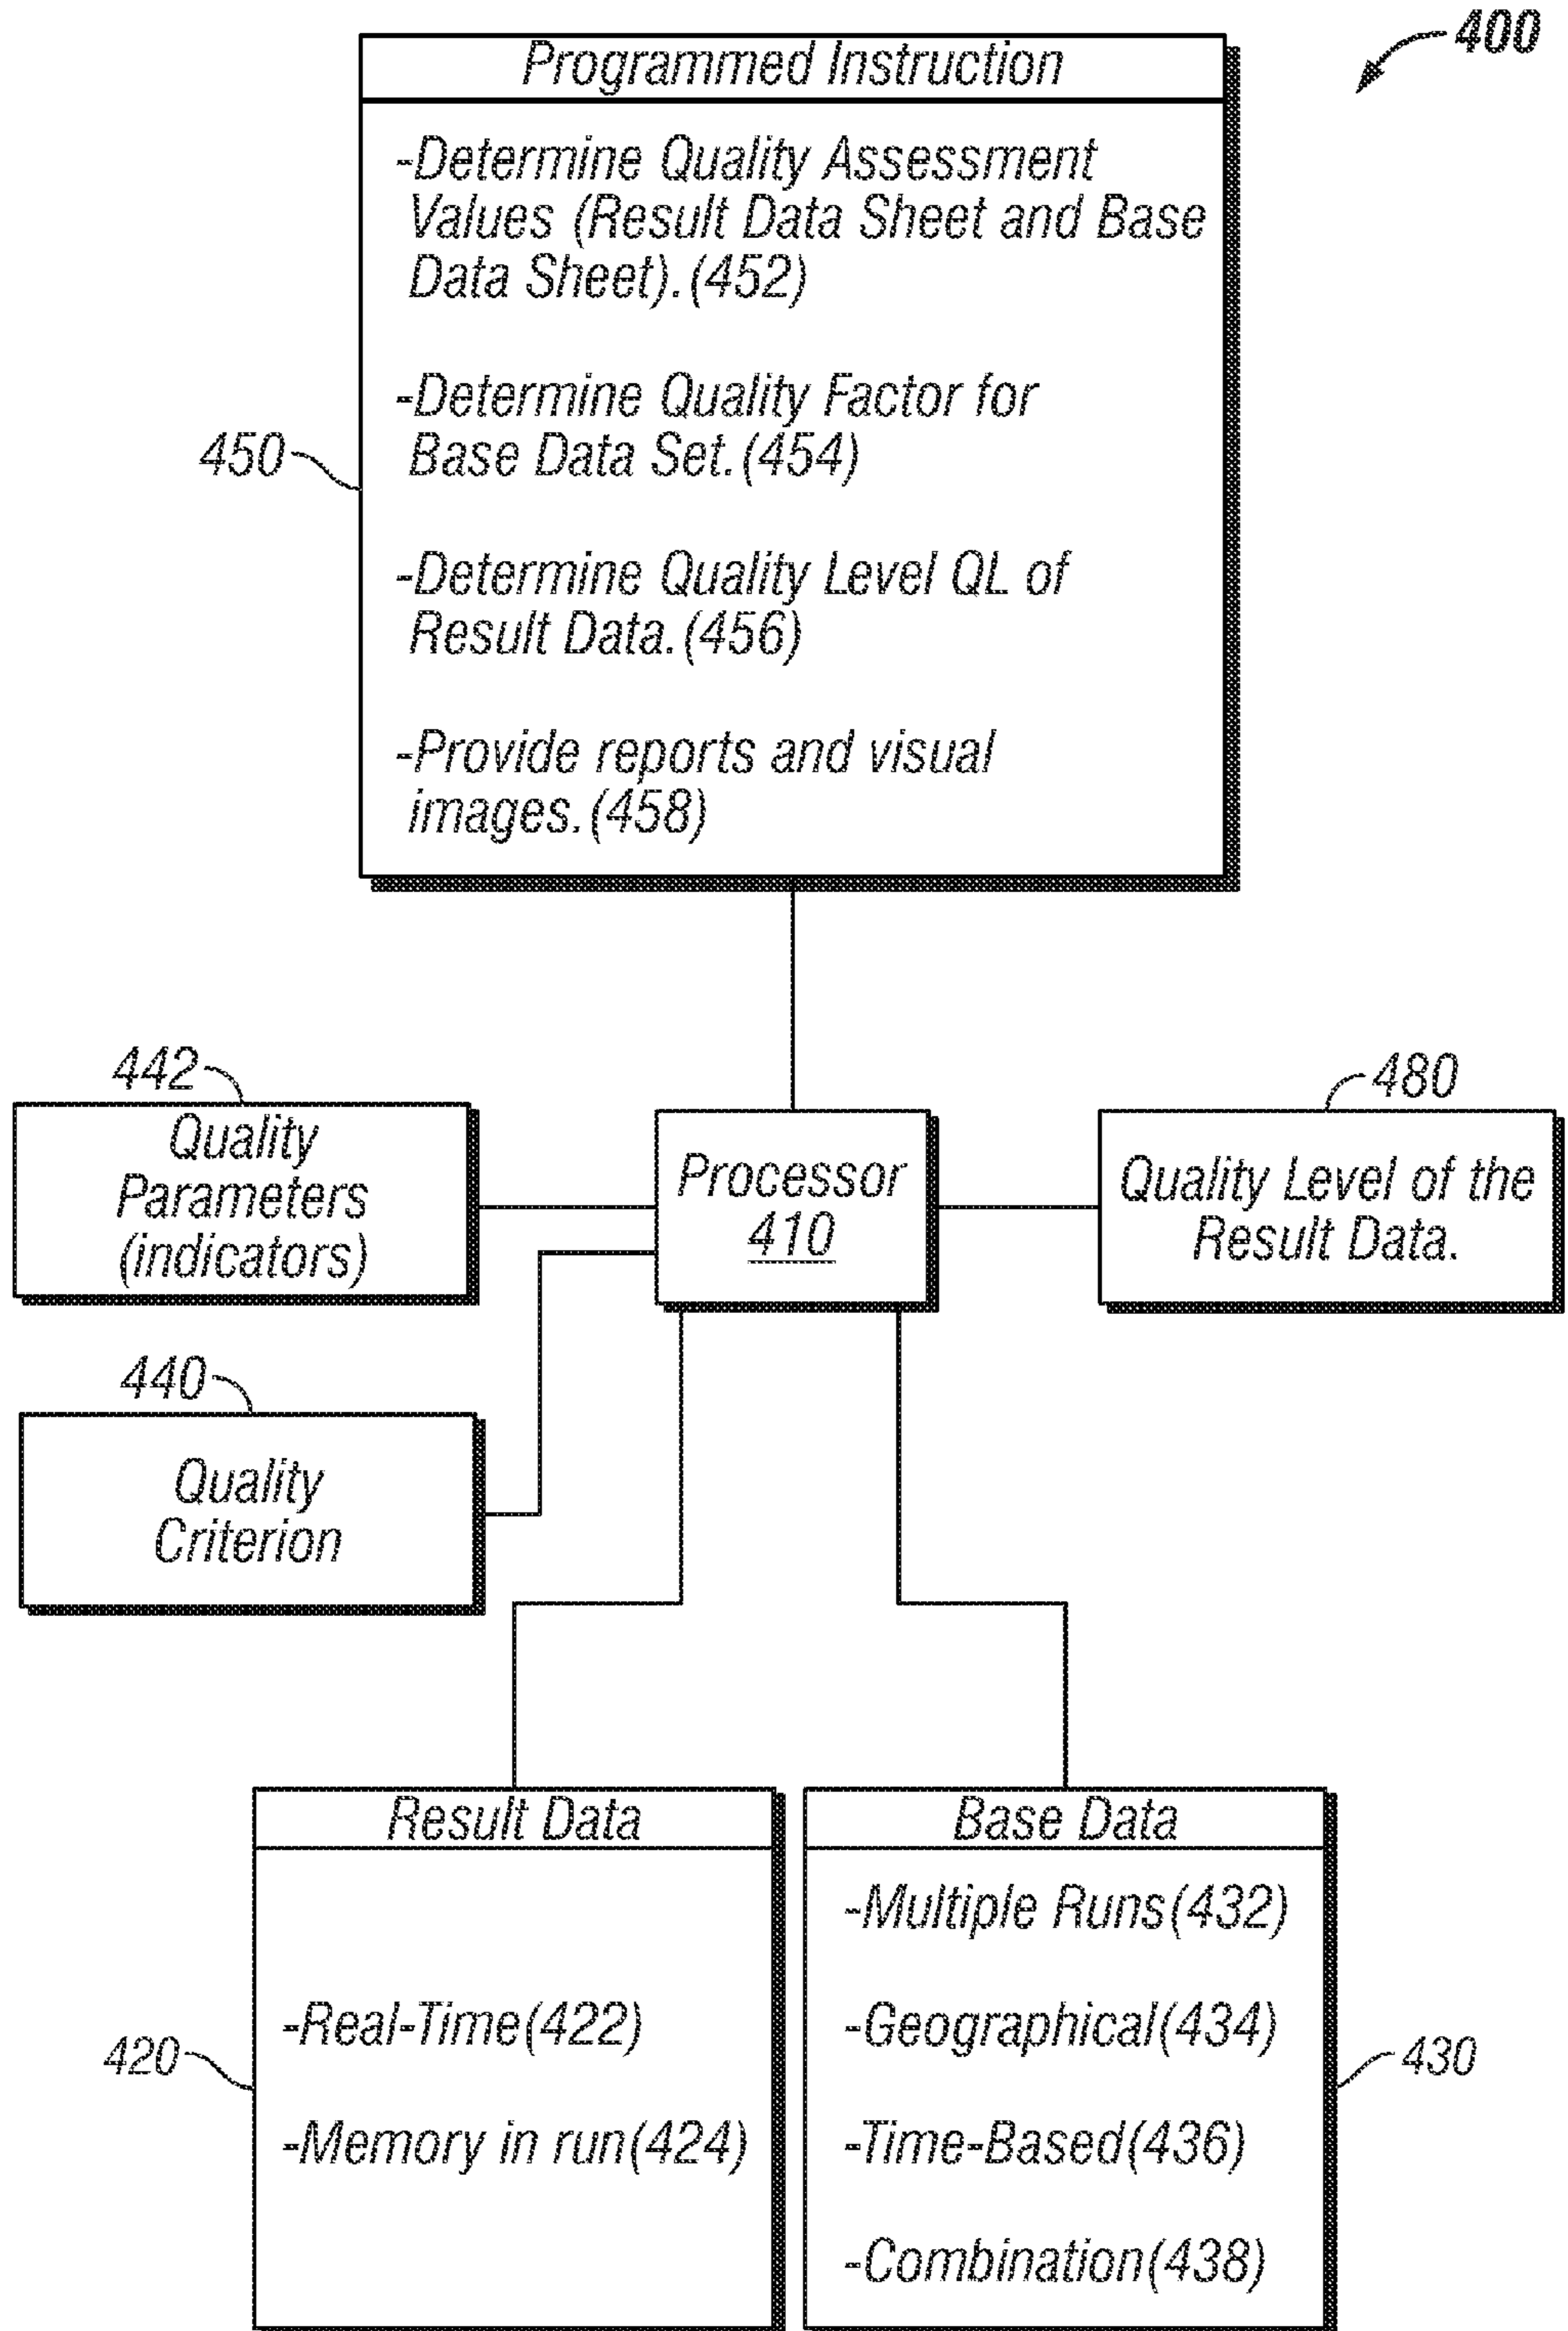 400
Programmed Instruction
-Determine Quality Assessment
Values (Result Data Sheet and Base
Data Sheet).(452)
-Determine Quality Factor for
Base Data Set.(454)
450
-Determine Quality Level QL of
Result Data.(456)
-Provide reports and visual
images.(458)
442
Quality
Parameters
(indicators)
Processor
410
480
Quality Level of the
Result Data.
440
Quality
Criterion
Result Data
-Real-Time(422)
-Memory in run(424)
420
Base Data
-Multiple Runs(432)
-Geographical(434)
-Time-Based(436)
-Combination(438)
430